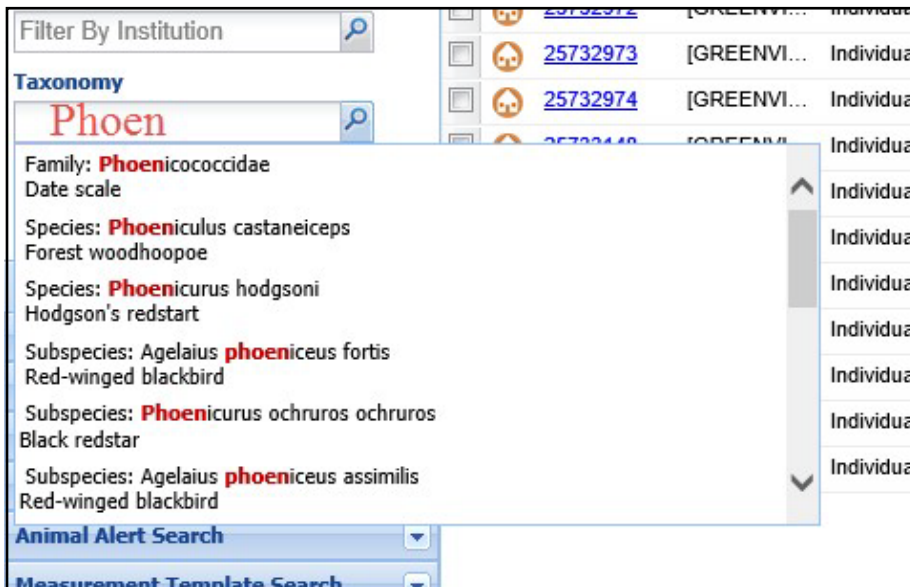 Filter By Institution
Taxonomy
Phoen
Family: Phoenicococcidae
Date scale
Species: Phoeniculus castaneiceps
Forest woodhoopoe
Species: Phoenicurus hodgsoni
Hodgson's redstart
Subspecies: Agelaius phoeniceus fortis
Red-winged blackbird
Subspecies: Phoenicurus ochruros ochruros
Black redstar
Subspecies: Agelaius phoeniceus assimilis
Red-winged blackbird
Animal Alert Search
Measurement Template Search
25732973 [GREENVI... Individua
25732974 [GREENVI... Individua
Individua
Individua
Individua
Individua
Individua
Individua
Individua
Individua